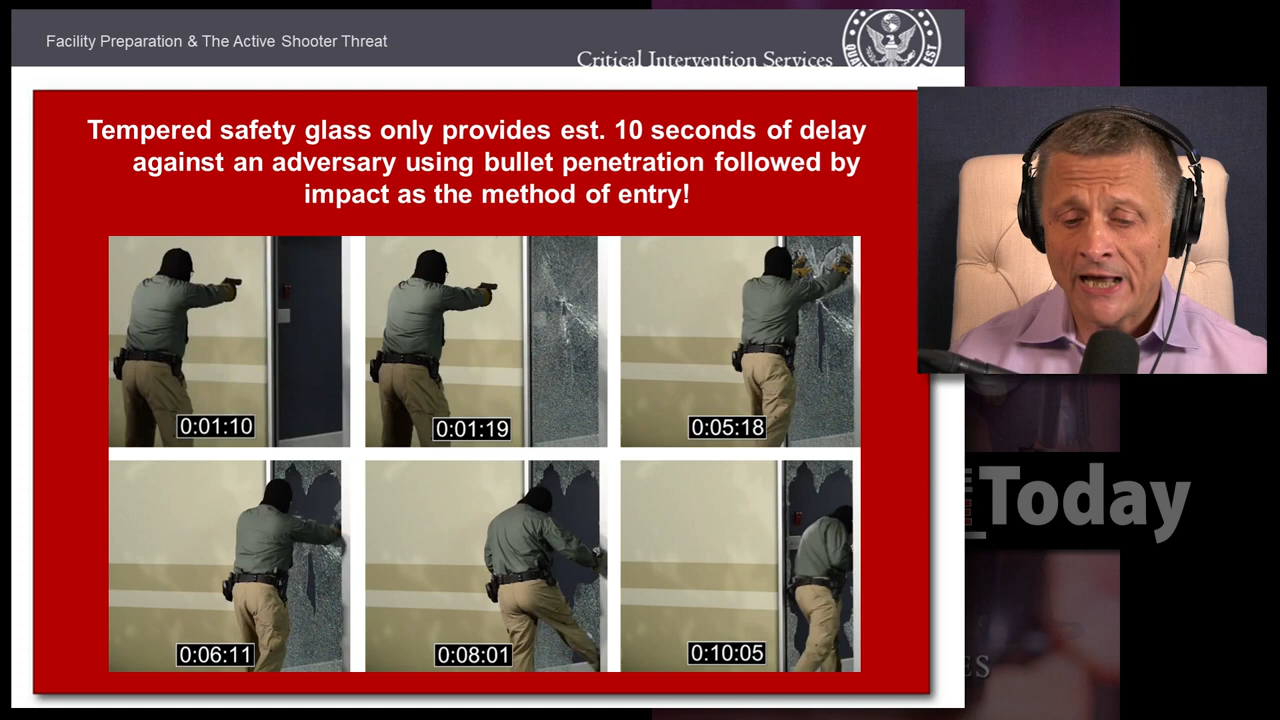 Facility Preparation & The Active Shooter Threat
Critical Intervention Services
Tempered safety glass only provides est. 10 seconds of delay
against an adversary using bullet penetration followed by
impact as the method of entry!
0:01:10
0:01:19
0:05:18
0:06:11
0:08:01
0:10:05
Today
ES